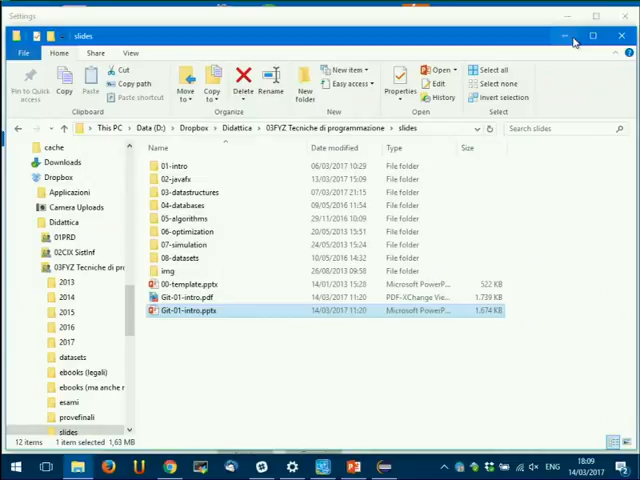 Settings
slides
File Home Share View
Pin to Quick access
Copy
Paste
Cut
Copy path
Paste shortcut
Clipboard
Move to
Copy to
Delete
Rename
Organize
New folder
New item
Easy access
New
Properties
Open
Edit
History
Open
Select all
Select none
Invert selection
Select
This PC > Data (D:) > Dropbox > Didattica > 03FYZ Tecniche di programmazione > slides
Search slides
cache
Downloads
Dropbox
Applicazioni
Camera Uploads
Didattica
01PRD
02CIX SistInf
03FYZ Tecniche di pr
2013
2014
2015
2016
2017
datasets
ebooks (legali)
ebooks (ma anche
esami
provefinali
slides
Name Date modified Type Size
01-intro 06/03/2017 10:29 File folder
02-javafx 13/03/2017 15:09 File folder
03-datastructures 07/03/2017 21:15 File folder
04-databases 09/05/2016 11:54 File folder
05-algorithms 29/11/2016 10:09 File folder
06-optimization 20/05/2013 15:51 File folder
07-simulation 24/05/2013 15:24 File folder
08-datasets 10/05/2016 14:32 File folder
img 26/08/2013 09:58 File folder
00-template.pptx 14/01/2013 15:28 Microsoft PowerP... 522 KB
Git-01-intro.pdf 14/03/2017 11:20 PDF-XChange Vie... 1.739 KB
Git-01-intro.pptx 14/03/2017 11:20 Microsoft PowerP... 1.674 KB
12 items 1 item selected 1,63 MB
ENG
18:09
14/03/2017